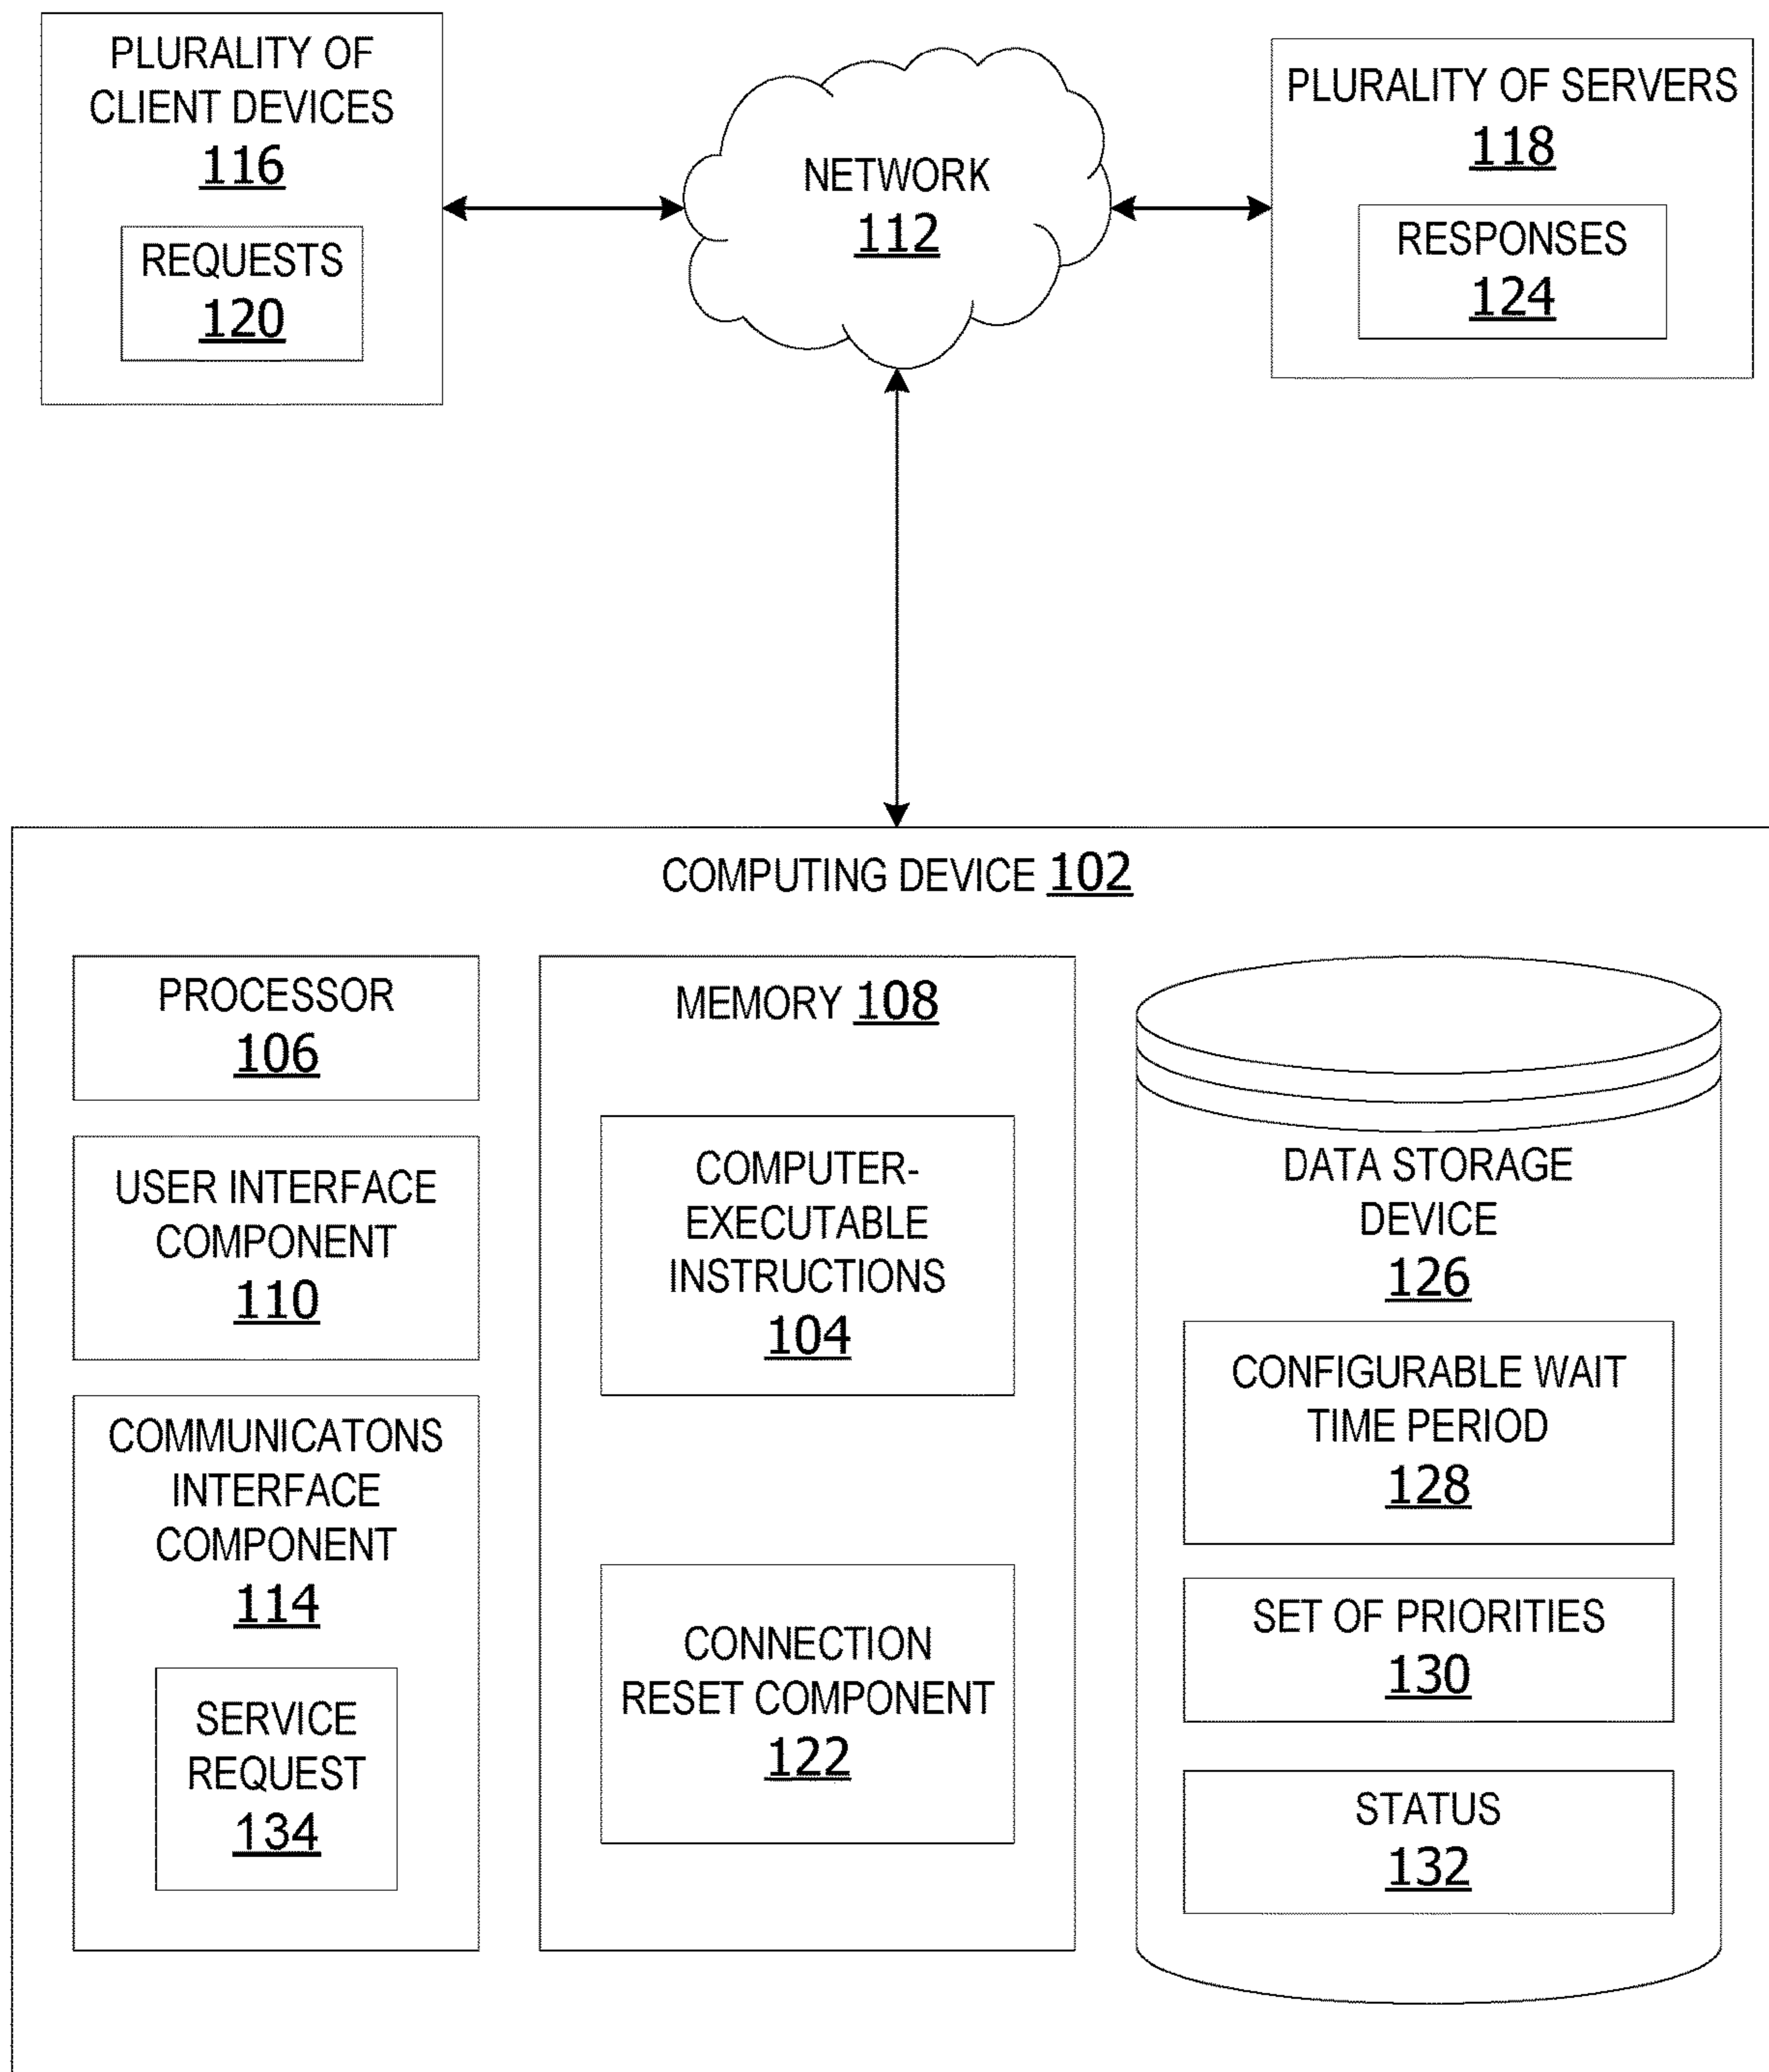 PLURALITY OF
CLIENT DEVICES
116
REQUESTS
120
NETWORK
112
PLURALITY OF SERVERS
118
RESPONSES
124
COMPUTING DEVICE 102
PROCESSOR
106
USER INTERFACE
COMPONENT
110
COMMUNICATONS
INTERFACE
COMPONENT
114
SERVICE
REQUEST
134
MEMORY 108
COMPUTER-
EXECUTABLE
INSTRUCTIONS
104
CONNECTION
RESET COMPONENT
122
DATA STORAGE
DEVICE
126
CONFIGURABLE WAIT
TIME PERIOD
128
SET OF PRIORITIES
130
STATUS
132